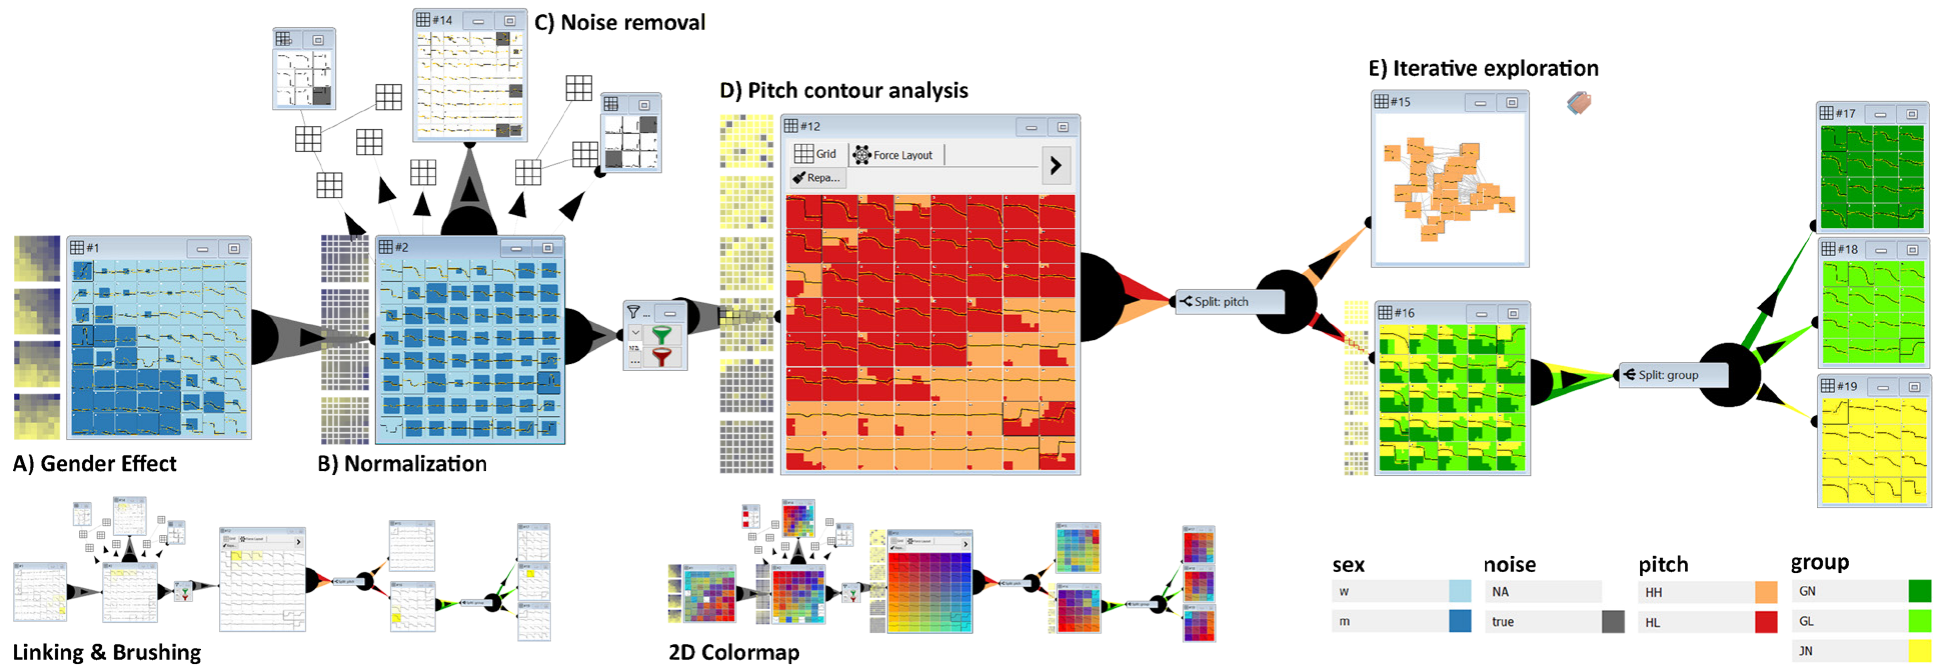 #14
C) Noise removal
E) Iterative exploration
D) Pitch contour analysis
#15
#17
#12
Grid
Force Layout
Repa...
#1
#2
#18
Split: pitch
...
#16
Split: group
#19
A) Gender Effect
B) Normalization
sex
noise
pitch
group
w
NA
HH
GN
m
true
HL
GL
JN
Linking & Brushing
2D Colormap